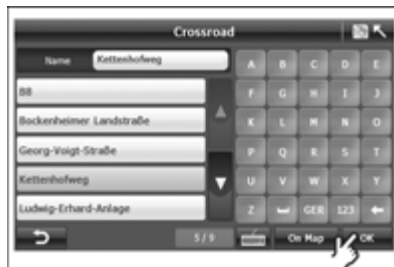 Crossroad
Name Kettenhofweg
A B C D E
B8
F G H I J
Bockenheimer Landstraße
K L M N O
Georg-Voigt-Straße
P Q R S T
Kettenhofweg
U V W X Y
Ludwig-Erhard-Anlage
Z GER 123
5/9 On Map OK